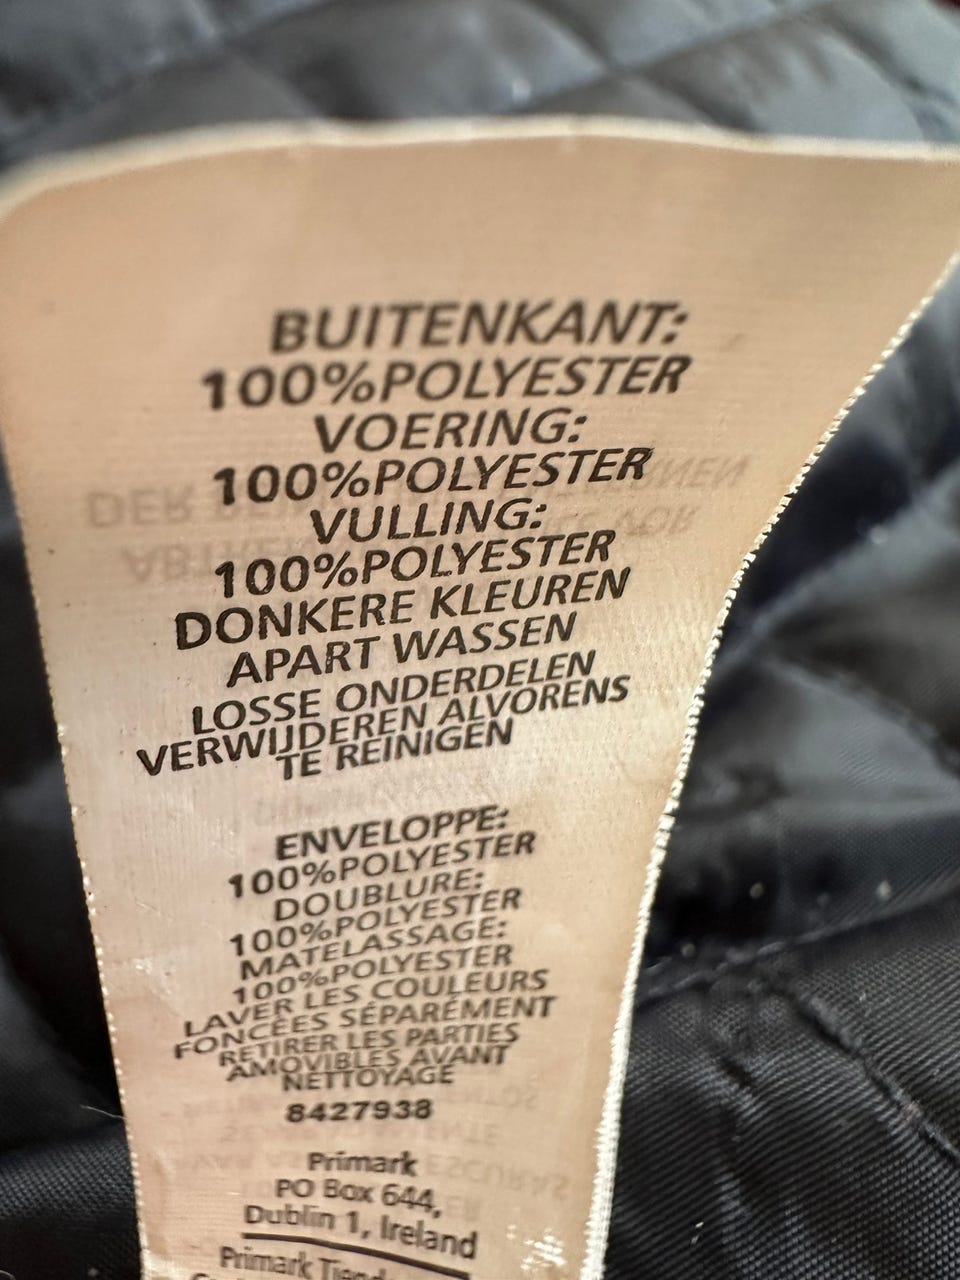 BUITENKANT:
100%POLYESTER
VOERING:
100%POLYESTER
VULLING:
100%POLYESTER
DONKERE KLEUREN
APART WASSEN
LOSSE ONDERDELEN
VERWIJDEREN ALVORENS
TE REINIGEN
ENVELOPPE:
100%POLYESTER
DOUBLURE:
100%POLYESTER
MATELASSAGE:
100%POLYESTER
LAVER LES COULEURS
FONCÉES SÉPARÉMENT
RETIRER LES PARTIES
AMOVIBLES AVANT
NETTOYAGE
8427938
Primark
PO Box 644,
Dublin 1, Ireland
Primark